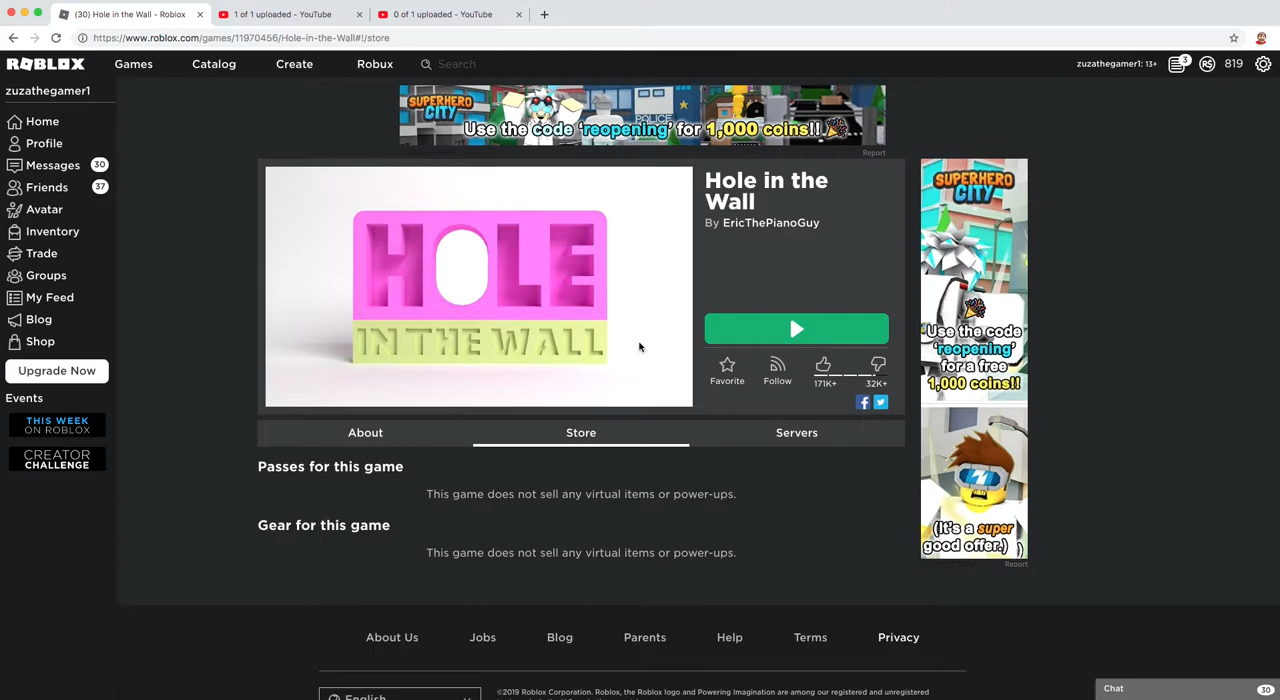 (30) Hole in the Wall - Roblox
1 of 1 uploaded - YouTube
0 of 1 uploaded - YouTube
https://www.roblox.com/games/11970456/Hole-in-the-Wall#!/store
ROBLOX
Games
Catalog
Create
Robux
Search
zuzathegamer1: 13+
3
819
zuzathegamer1
Home
Profile
Messages 30
Friends 37
Avatar
Inventory
Trade
Groups
My Feed
Blog
Shop
Upgrade Now
Events
THIS WEEK
ON ROBLOX
CREATOR
CHALLENGE
SUPERHERO
CITY
POLICE
Use the code 'reopening' for 1,000 coins!!
Report
HOLE
IN THE WALL
Hole in the
Wall
By EricThePianoGuy
Favorite
Follow
171K+
32K+
About
Store
Servers
Passes for this game
This game does not sell any virtual items or power-ups.
Gear for this game
This game does not sell any virtual items or power-ups.
SUPERHERO
CITY
Use the code
'reopening'
for a free
1,000 coins!!
(It's a super
good offer.)
Report
About Us
Jobs
Blog
Parents
Help
Terms
Privacy
English
©2019 Roblox Corporation. Roblox, the Roblox logo and Powering Imagination are among our registered and unregistered
Chat
30